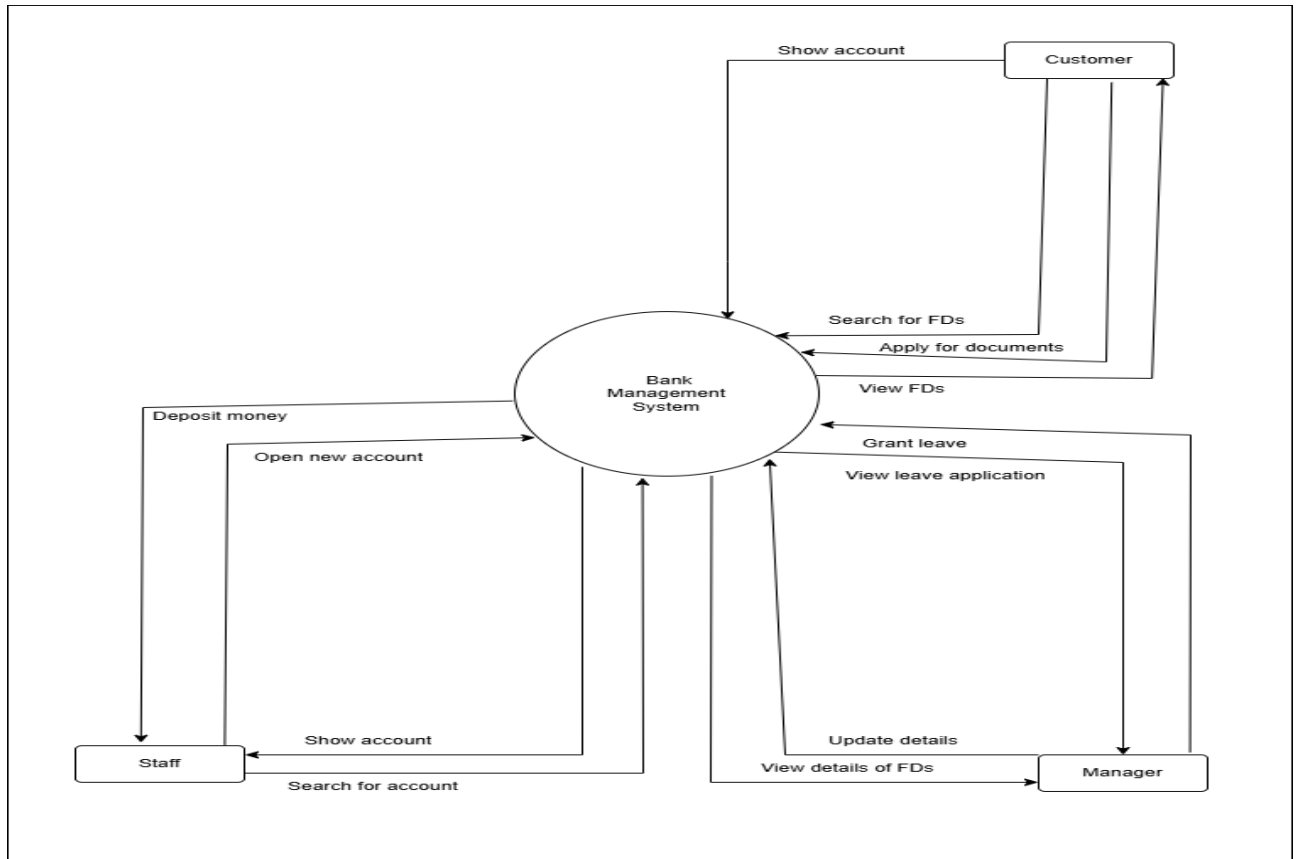 Show account
Customer
Search for FDs
Apply for documents
View FDs
Bank
Management
System
Deposit money
Open new account
Grant leave
View leave application
Show account
Search for account
Staff
Update details
View details of FDs
Manager